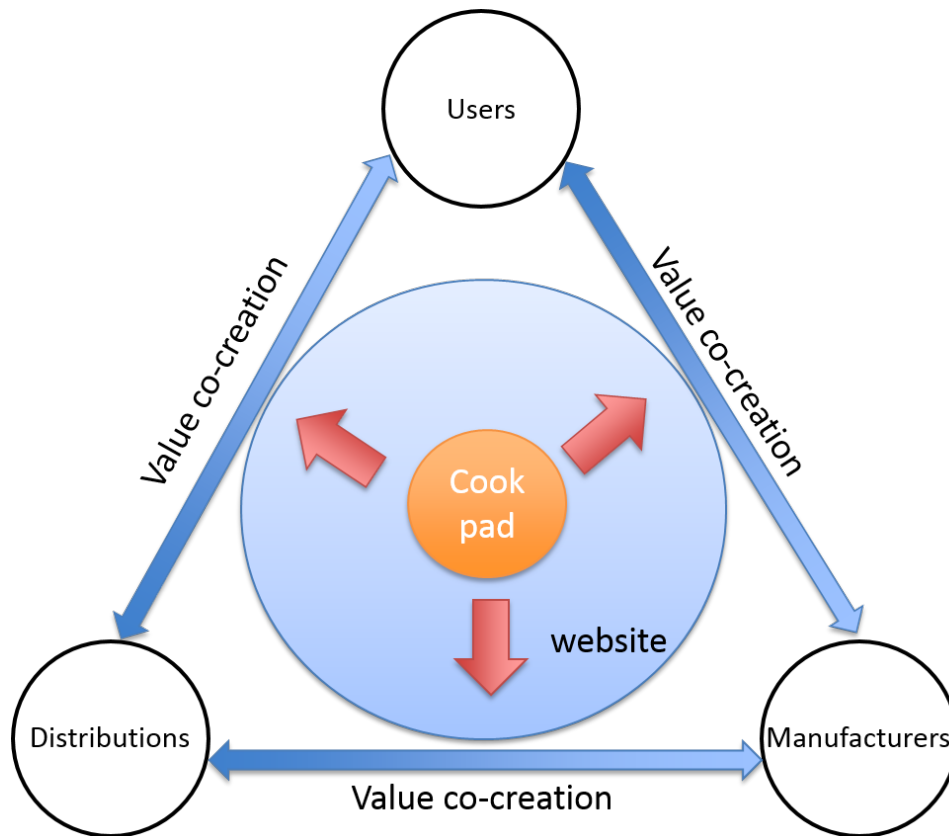 Users
Value co-creation
Value co-creation
Cook
pad
website
Distributions
Manufacturers
Value co-creation